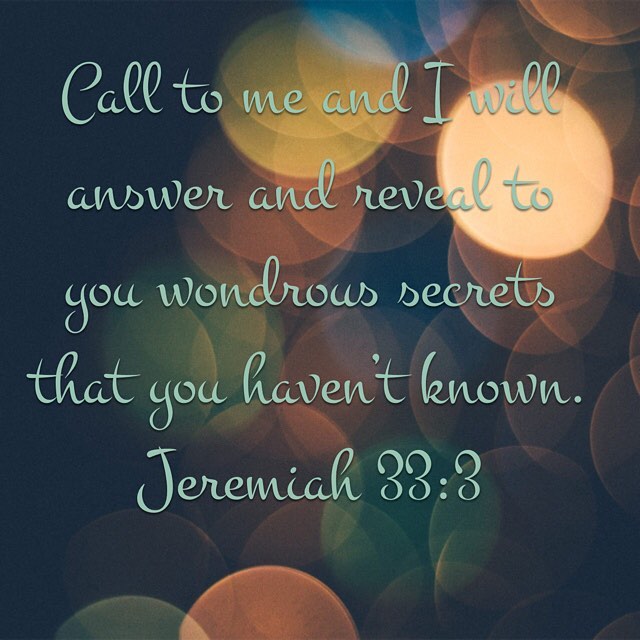 Call to me and I will
answer and reveal to
you wondrous secrets
that you haven't known.
Jeremiah 33:3